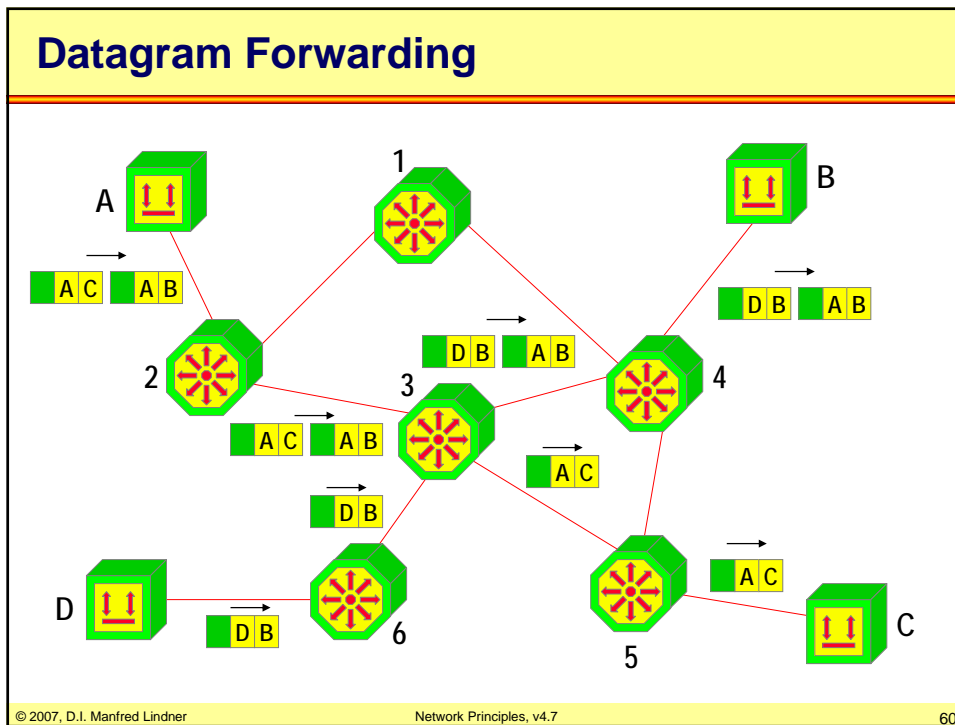 Datagram Forwarding
1
A
B
A C A B
D B A B
D B A B
2
3
4
A C A B
A C
D B
A C
D
D B
6
5
C
© 2007, D.I. Manfred Lindner Network Principles, v4.7 60